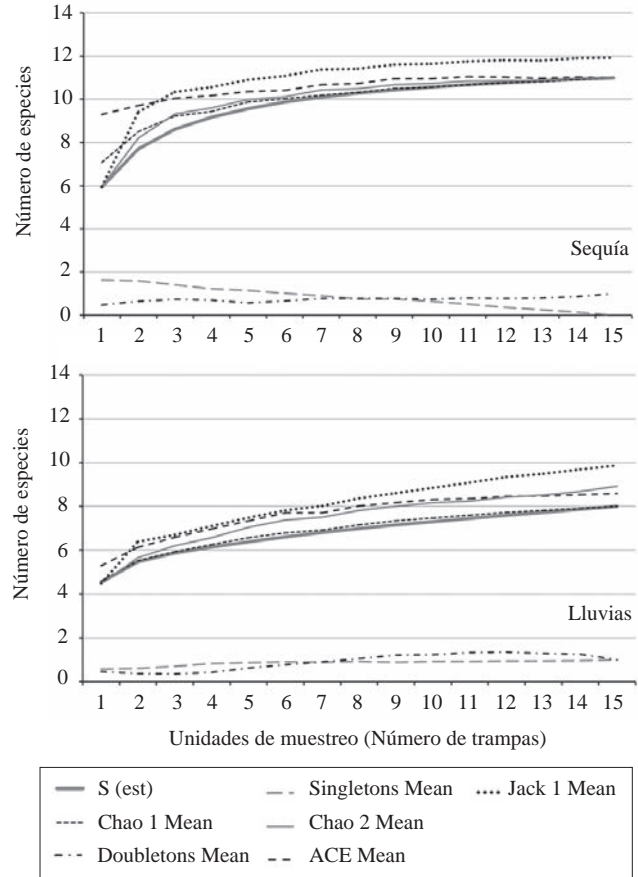 14
12
10
8
6
4
2
0
Número de especies
Sequía
1 2 3 4 5 6 7 8 9 10 11 12 13 14 15
14
12
10
8
6
4
2
0
Número de especies
Lluvias
1 2 3 4 5 6 7 8 9 10 11 12 13 14 15
Unidades de muestreo (Número de trampas)
S (est) Singletons Mean Jack 1 Mean
Chao 1 Mean Chao 2 Mean
Doubletons Mean ACE Mean